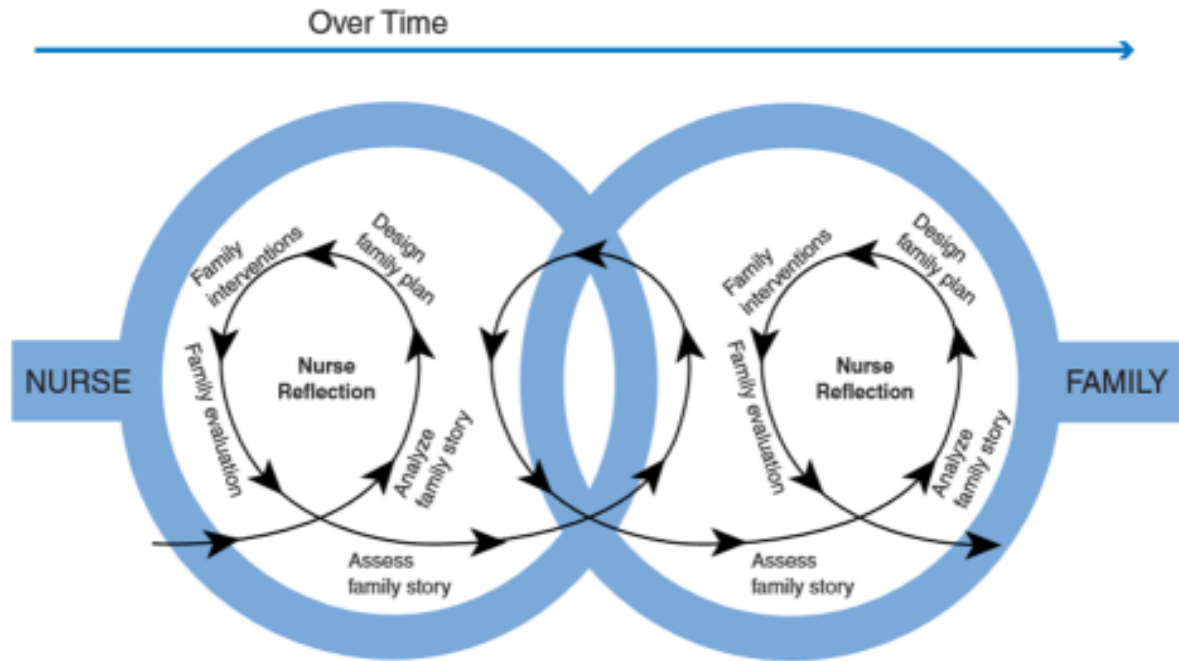 Over Time
NURSE
Family
interventions
Design
family plan
Nurse
Reflection
Family evaluation
Analyze
family story
Assess
family story
Family
interventions
Design
family plan
Nurse
Reflection
Family evaluation
Analyze
family story
Assess
family story
FAMILY